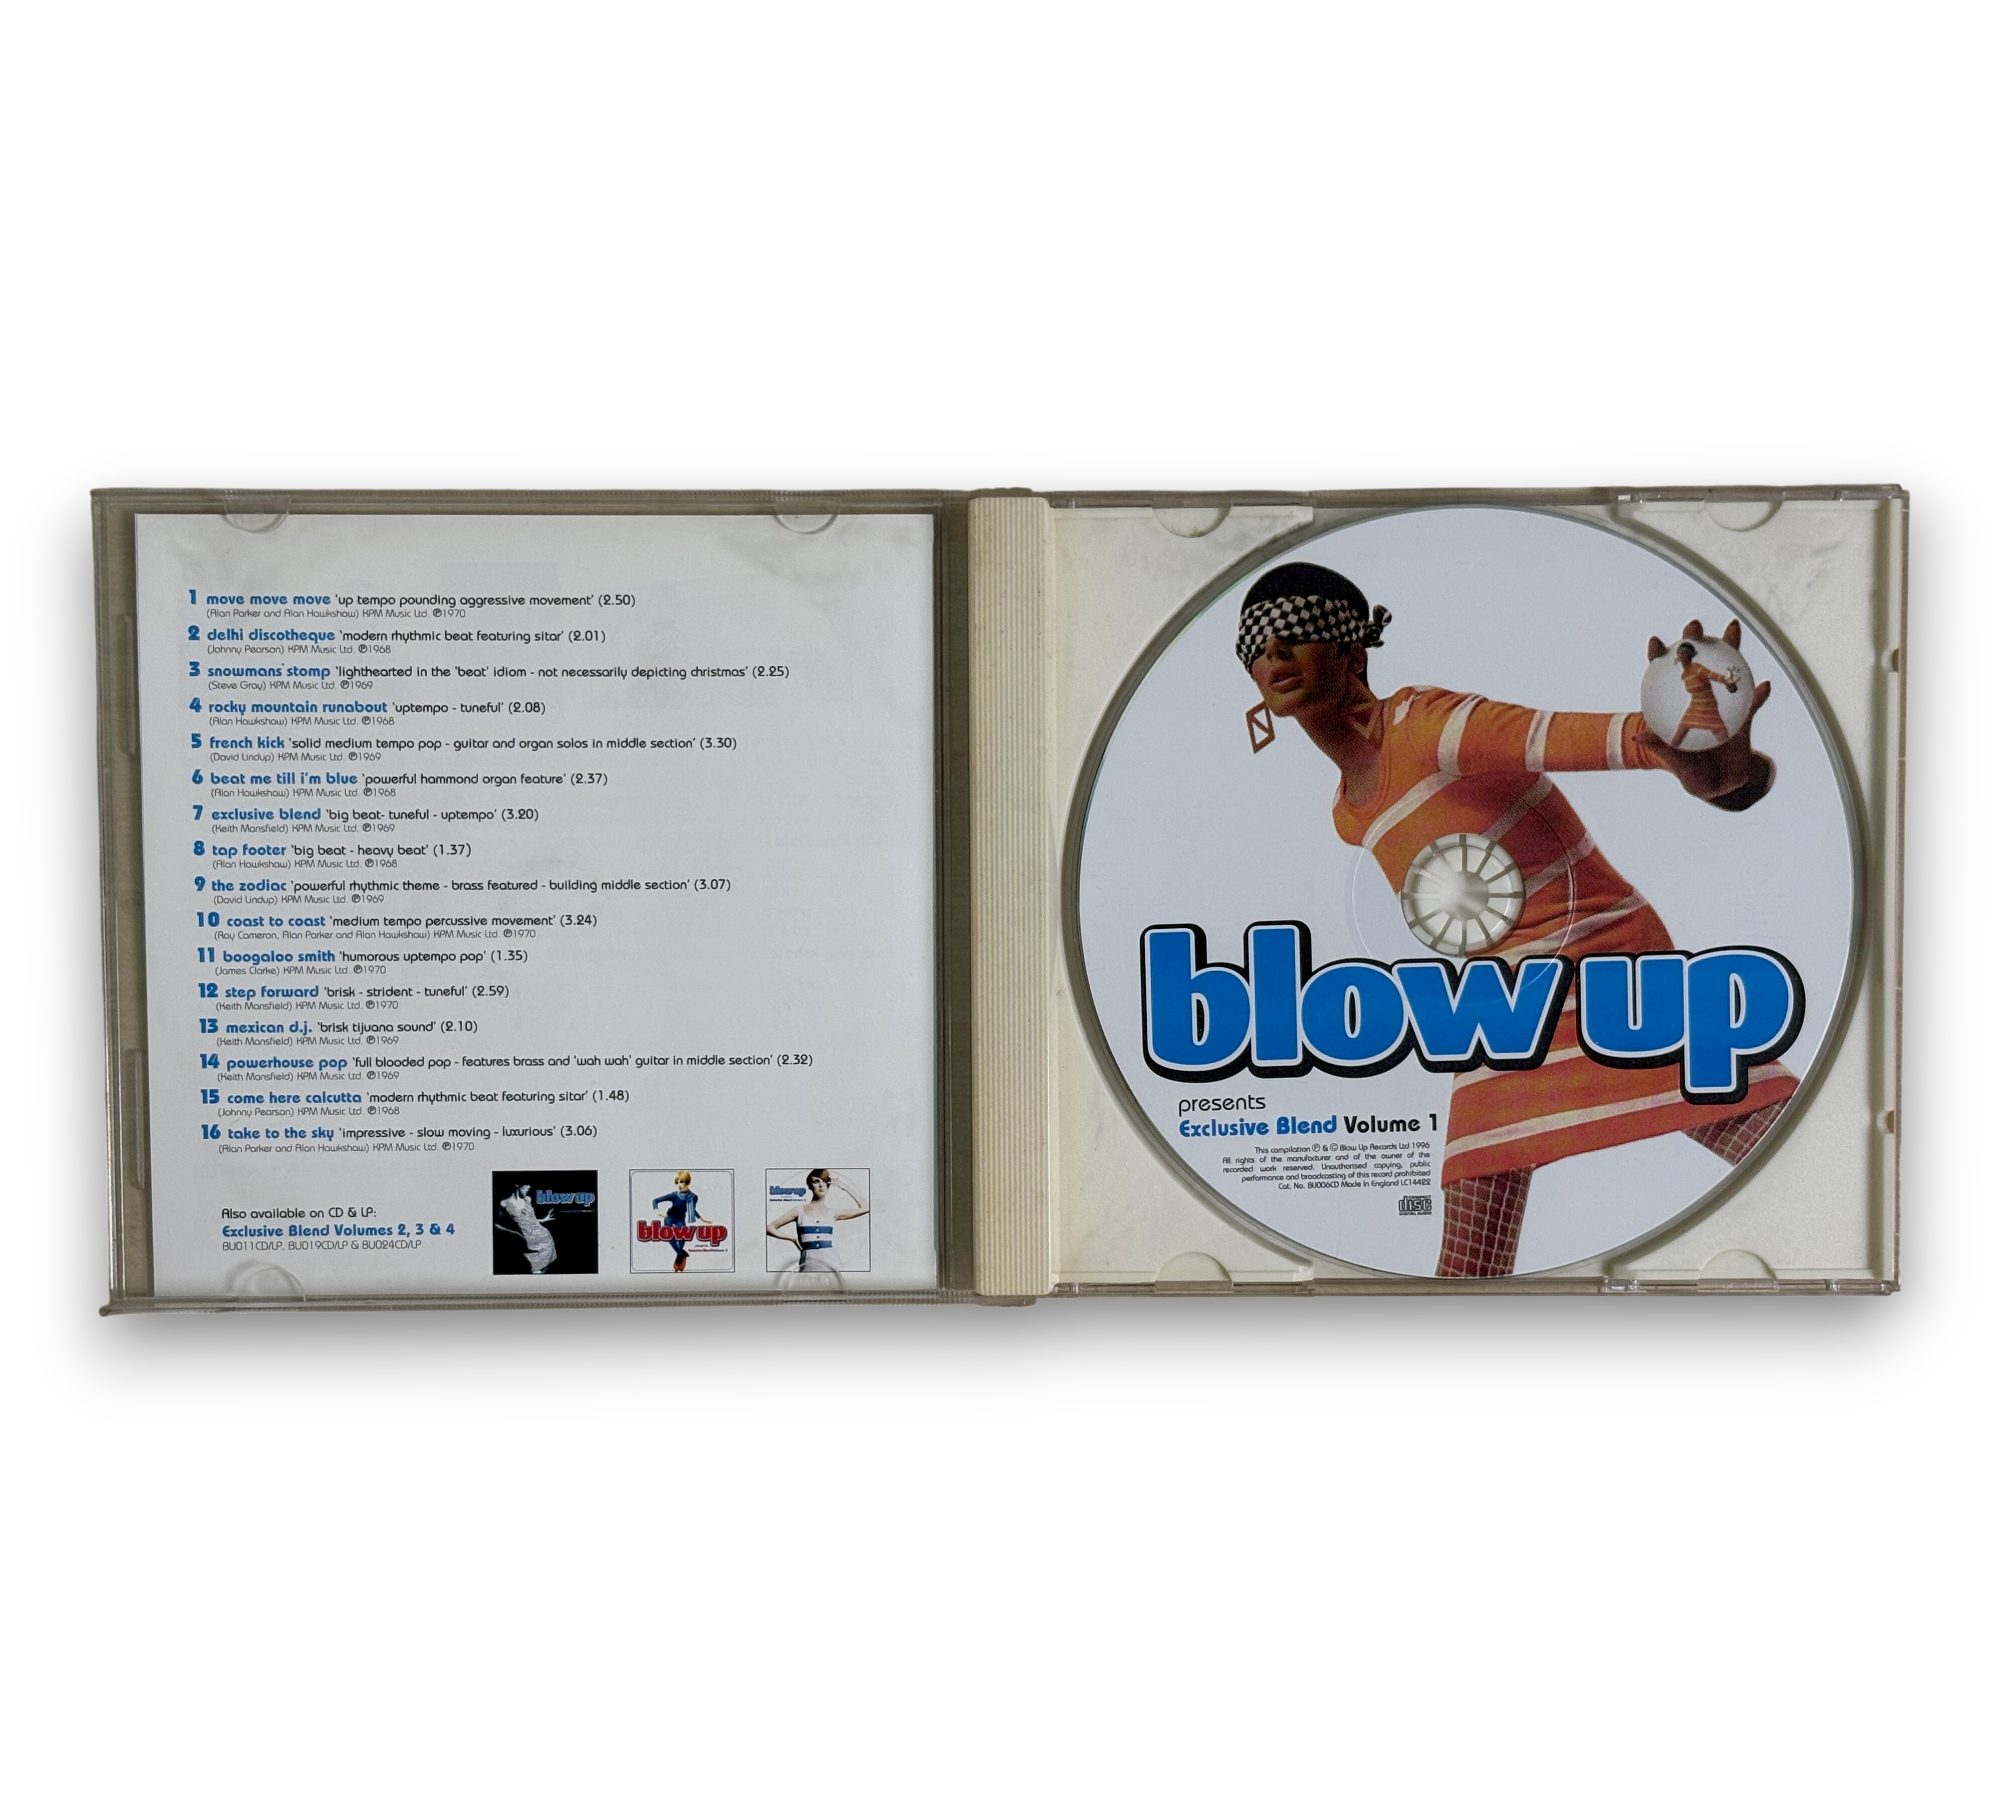 1 move move move 'up tempo pounding aggressive movement' (2.50)
(Alan Parker and Alan Hawkshaw) KPM Music Ltd. ℗1970
2 delhi discotheque 'modern rhythmic beat featuring sitar' (2.01)
(Johnny Pearson) KPM Music Ltd. ℗1968
3 snowmans stomp 'lighthearted in the 'beat' idiom - not necessarily depicting christmas' (2.25)
(Steve Gray) KPM Music Ltd. ℗1969
4 rocky mountain runabout 'uptempo - tuneful' (2.08)
(Alan Hawkshaw) KPM Music Ltd. ℗1968
5 french kick 'solid medium tempo pop - guitar and organ solos in middle section' (3.30)
(David Lindup) KPM Music Ltd. ℗1969
6 beat me till i'm blue 'powerful hammond organ feature' (2.37)
(Alan Hawkshaw) KPM Music Ltd. ℗1968
7 exclusive blend 'big beat- tuneful - uptempo' (3.20)
(Keith Mansfield) KPM Music Ltd. ℗1969
8 tap footer 'big beat - heavy beat' (1.37)
(Alan Hawkshaw) KPM Music Ltd. ℗1968
9 the zodiac 'powerful rhythmic theme - brass featured - building middle section' (3.07)
(David Lindup) KPM Music Ltd. ℗1969
10 coast to coast 'medium tempo percussive movement' (3.24)
(Ray Cameron, Alan Parker and Alan Hawkshaw) KPM Music Ltd. ℗1970
11 boogaloo smith 'humorous uptempo pop' (1.35)
(James Clarke) KPM Music Ltd. ℗1970
12 step forward 'brisk - strident - tuneful' (2.59)
(Keith Mansfield) KPM Music Ltd. ℗1970
13 mexican d.j. 'brisk tijuana sound' (2.10)
(Keith Mansfield) KPM Music Ltd. ℗1969
14 powerhouse pop 'full blooded pop - features brass and 'wah wah' guitar in middle section' (2.32)
(Keith Mansfield) KPM Music Ltd. ℗1969
15 come here calcutta 'modern rhythmic beat featuring sitar' (1.48)
(Johnny Pearson) KPM Music Ltd. ℗1968
16 take to the sky 'impressive - slow moving - luxurious' (3.06)
(Alan Parker and Alan Hawkshaw) KPM Music Ltd. ℗1970
Also available on CD & LP:
Exclusive Blend Volumes 2, 3 & 4
BU011CD/LP, BU019CD/LP & BU024CD/LP
blow up
blow up
blow up
blow up
presents
Exclusive Blend Volume 1
This compilation ℗ & © Blow Up Records Ltd 1996
All rights of the manufacturer and of the owner of the
recorded work reserved. Unauthorised copying, public
performance and broadcasting of this record prohibited
Cat. No. BU006CD Made In England LC14422
COMPACT
disc
DIGITAL AUDIO